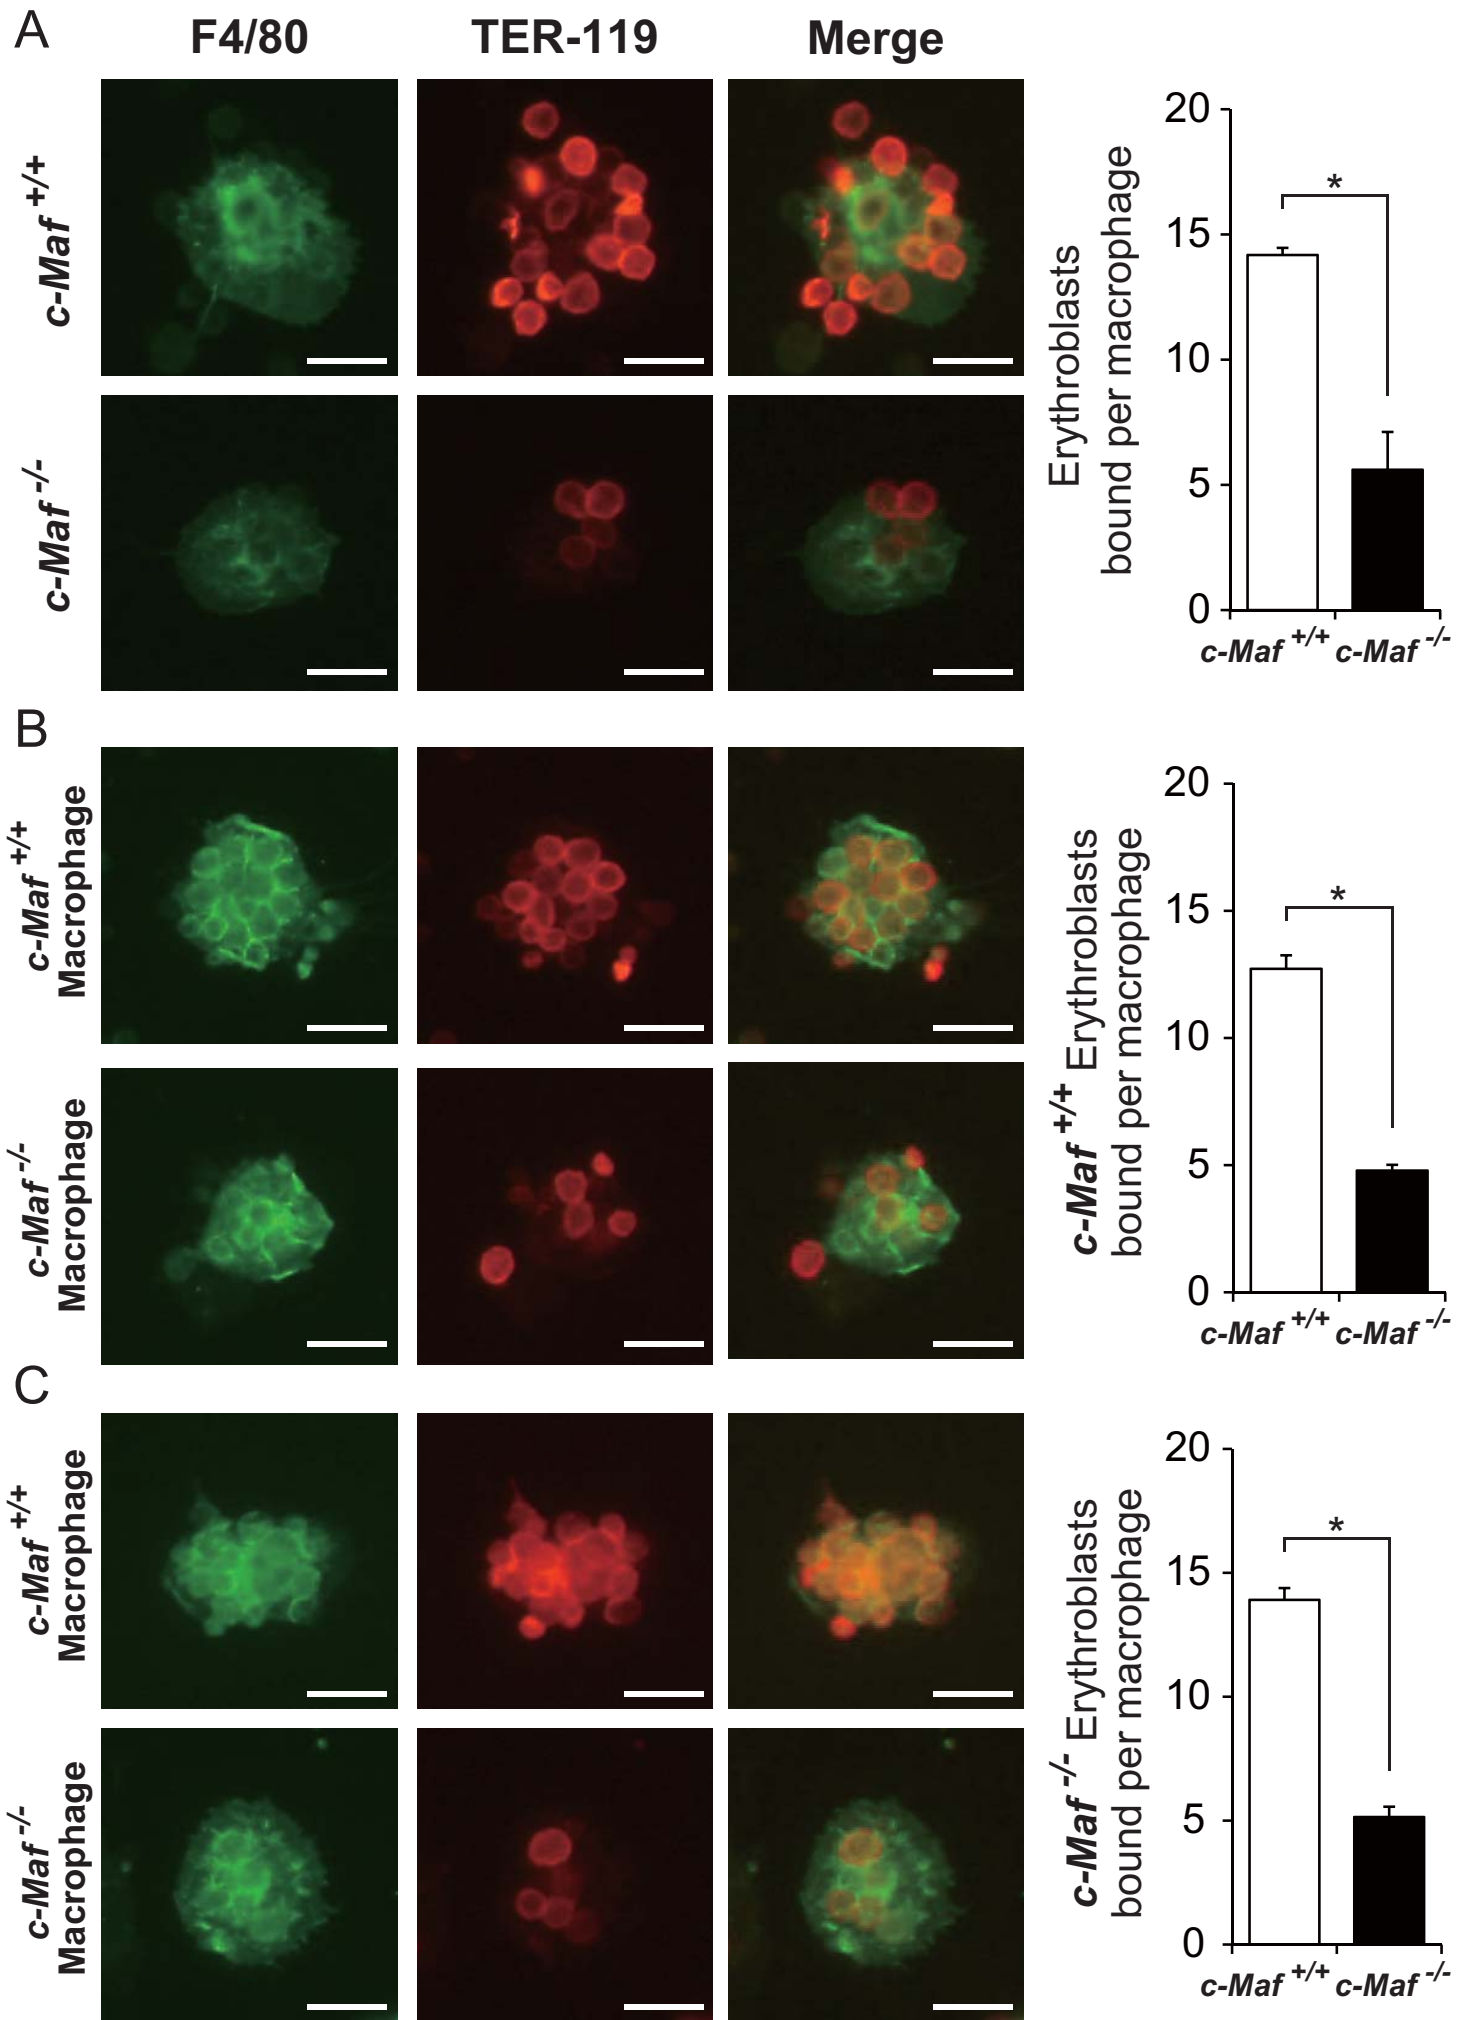 A
F4/80 TER-119 Merge
c-Maf +/+
c-Maf -/-
Erythroblasts
bound per macrophage
20
15
10
5
0
*
c-Maf +/+ c-Maf -/-
B
c-Maf +/+
Macrophage
c-Maf -/-
Macrophage
c-Maf +/+ Erythroblasts
bound per macrophage
20
15
10
5
0
*
c-Maf +/+ c-Maf -/-
C
c-Maf +/+
Macrophage
c-Maf -/-
Macrophage
c-Maf -/- Erythroblasts
bound per macrophage
20
15
10
5
0
*
c-Maf +/+ c-Maf -/-